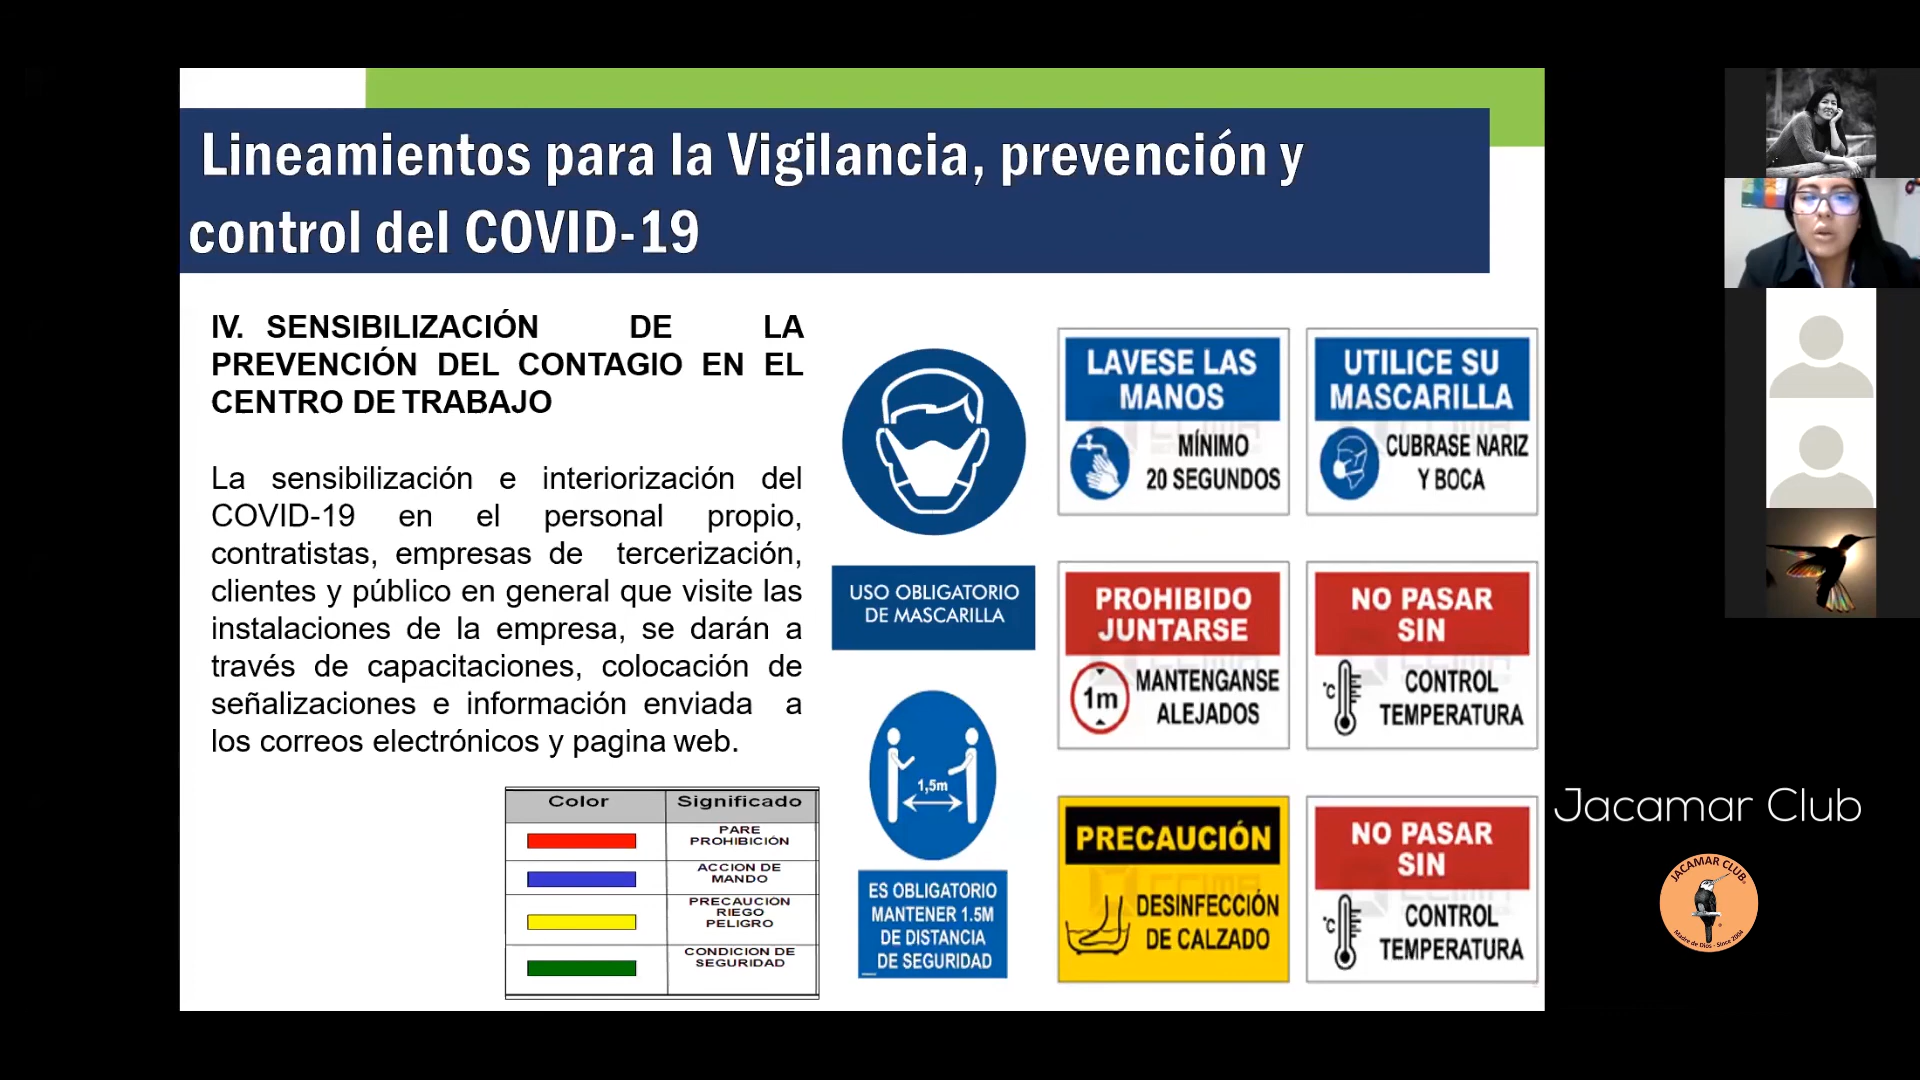 Lineamientos para la Vigilancia, prevención y
control del COVID-19
IV. SENSIBILIZACIÓN DE LA
PREVENCIÓN DEL CONTAGIO EN EL
CENTRO DE TRABAJO
La sensibilización e interiorización del
COVID-19 en el personal propio,
contratistas, empresas de tercerización,
clientes y público en general que visite las
instalaciones de la empresa, se darán a
través de capacitaciones, colocación de
señalizaciones e información enviada a
los correos electrónicos y pagina web.
Color Significado
PARE
PROHIBICIÓN
ACCION DE
MANDO
PRECAUCION
RIEGO
PELIGRO
CONDICION DE
SEGURIDAD
USO OBLIGATORIO
DE MASCARILLA
1,5m
ES OBLIGATORIO
MANTENER 1.5M
DE DISTANCIA
DE SEGURIDAD
LAVESE LAS
MANOS
MÍNIMO
20 SEGUNDOS
UTILICE SU
MASCARILLA
CUBRASE NARIZ
Y BOCA
PROHIBIDO
JUNTARSE
1m
MANTENGANSE
ALEJADOS
NO PASAR
SIN
°C
CONTROL
TEMPERATURA
PRECAUCIÓN
DESINFECCIÓN
DE CALZADO
NO PASAR
SIN
°C
CONTROL
TEMPERATURA
Jacamar Club
JACAMAR CLUB
Madre de Dios - Since 2004